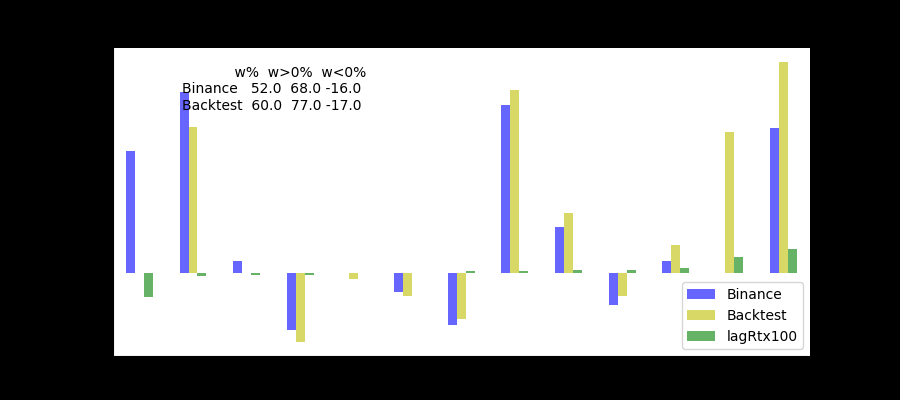 w% w>0% w<0%
Binance 52.0 68.0 -16.0
Backtest 60.0 77.0 -17.0
Binance
Backtest
lagRtx100